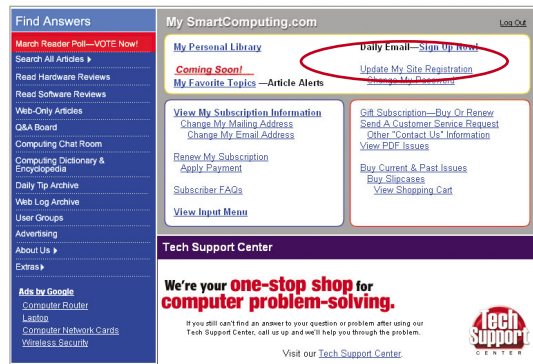 Find Answers
March Reader Poll—VOTE Now!
Search All Articles
Read Hardware Reviews
Read Software Reviews
Web-Only Articles
Q&A Board
Computing Chat Room
Computing Dictionary &
Encyclopedia
Daily Tip Archive
Web Log Archive
User Groups
Advertising
About Us
Extras
Ads by Google
Computer Router
Laptop
Computer Network Cards
Wireless Security
My SmartComputing.com
Log Out
My Personal Library
Coming Soon!
My Favorite Topics —Article Alerts
Daily Email—Sign Up Now!
Update My Site Registration
Change My Password
View My Subscription Information
Change My Mailing Address
Change My Email Address
Renew My Subscription
Apply Payment
Subscriber FAQs
View Input Menu
Gift Subscription—Buy Or Renew
Send A Customer Service Request
Other "Contact Us" Information
View PDF Issues
Buy Current & Past Issues
Buy Slipcases
View Shopping Cart
Tech Support Center
We're your one-stop shop for
computer problem-solving.
If you still can't find an answer to your question or problem after using our
Tech Support Center, call us up and we'll help you through the problem.
Visit our Tech Support Center.
Tech
Support
CENTER